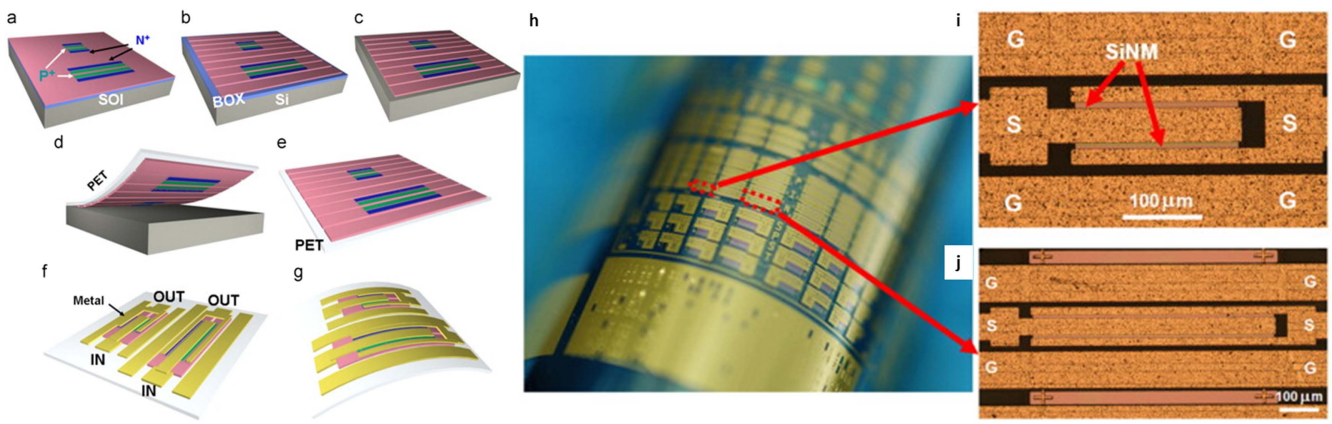 a
N⁺
P⁺
SOI
b
BOX
Si
c
d
PET
e
PET
f
Metal
OUT
OUT
IN
IN
g
h
i
G
G
SiNM
S
S
G
G
100 μm
j
G
G
S
S
G
G
100 μm